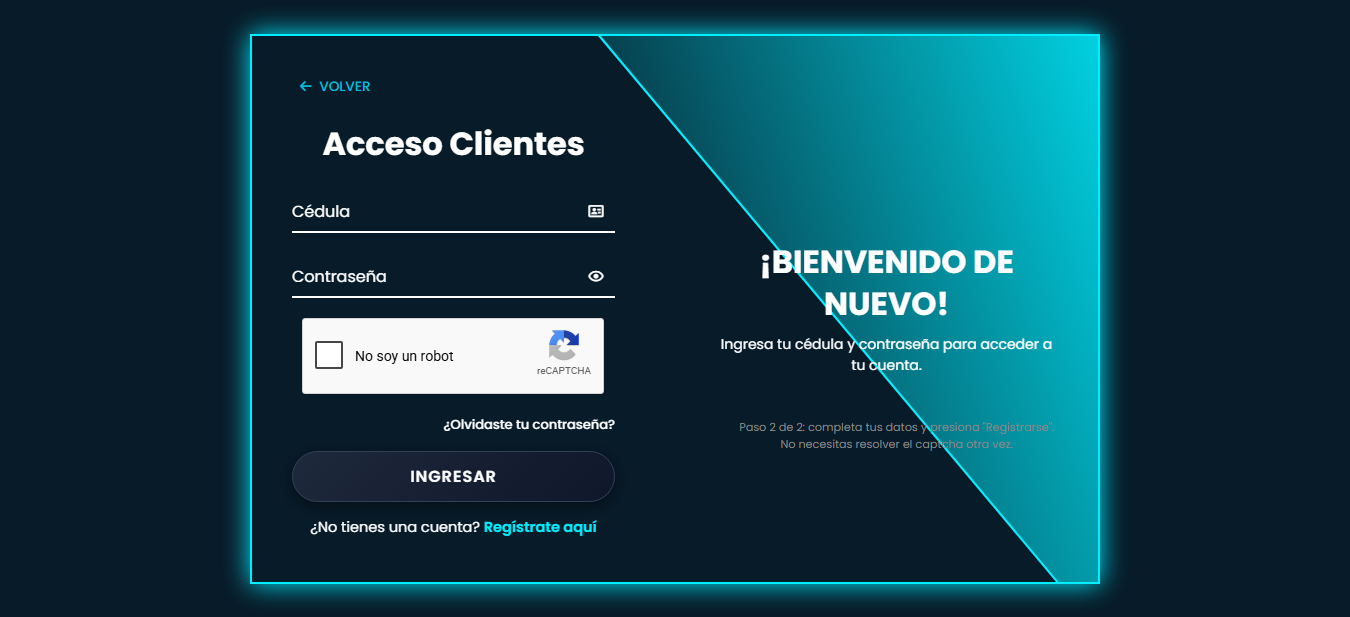 VOLVER
Acceso Clientes
Cédula
Contraseña
No soy un robot
reCAPTCHA
¿Olvidaste tu contraseña?
INGRESAR
¿No tienes una cuenta? Regístrate aquí
¡BIENVENIDO DE
NUEVO!
Ingresa tu cédula y contraseña para acceder a
tu cuenta.
Paso 2 de 2: completa tus datos y presiona "Registrarse".
No necesitas resolver el captcha otra vez.